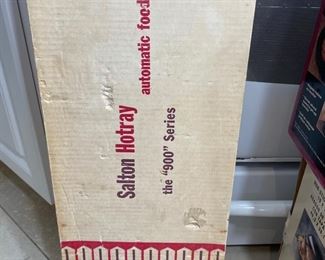 Salton Hotray
automatic food
the "900" Series